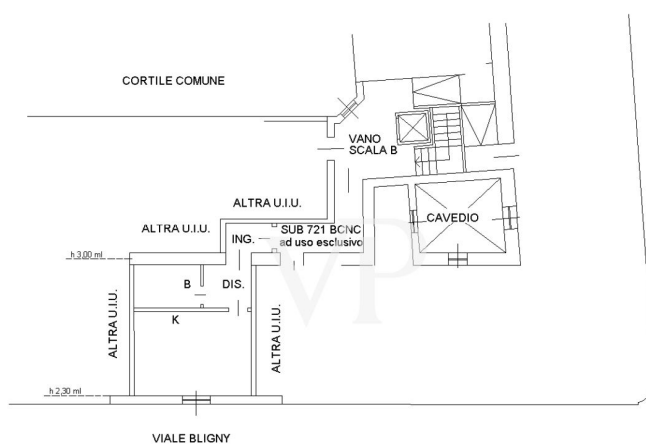 CORTILE COMUNE
VANO
SCALA B
ALTRA U.I.U.
CAVEDIO
ALTRA U.I.U.
SUB 721 BCNC
ad uso esclusivo
ING.
h 3,00 ml
B
DIS.
K
ALTRA U.I.U.
ALTRA U.I.U.
h 2,30 ml
VIALE BLIGNY
VP